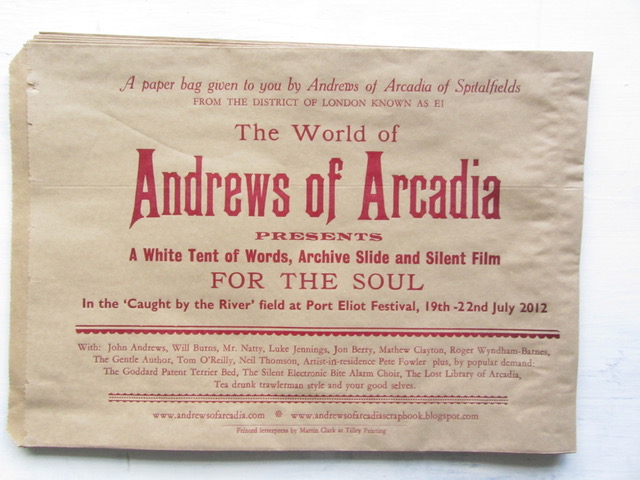 A paper bag given to you by Andrews of Arcadia of Spitalfields
FROM THE DISTRICT OF LONDON KNOWN AS E1
The World of
Andrews of Arcadia
PRESENTS
A White Tent of Words, Archive Slide and Silent Film
FOR THE SOUL
In the 'Caught by the River' field at Port Eliot Festival, 19th-22nd July 2012
With: John Andrews, Will Burns, Mr. Natty, Luke Jennings, Jon Berry, Mathew Clayton, Roger Wyndham-Barnes,
The Gentle Author, Tom O'Reilly, Neil Thomson, Artist-in-residence Pete Fowler plus, by popular demand:
The Goddard Patent Terrier Bed, The Silent Electronic Bite Alarm Choir, The Lost Library of Arcadia,
Tea drunk trawlerman style and your good selves.
www.andrewsofarcadia.com www.andrewsofarcadiascrapbook.blogspot.com
Printed letterpress by Martin Clark at Tilley Printing